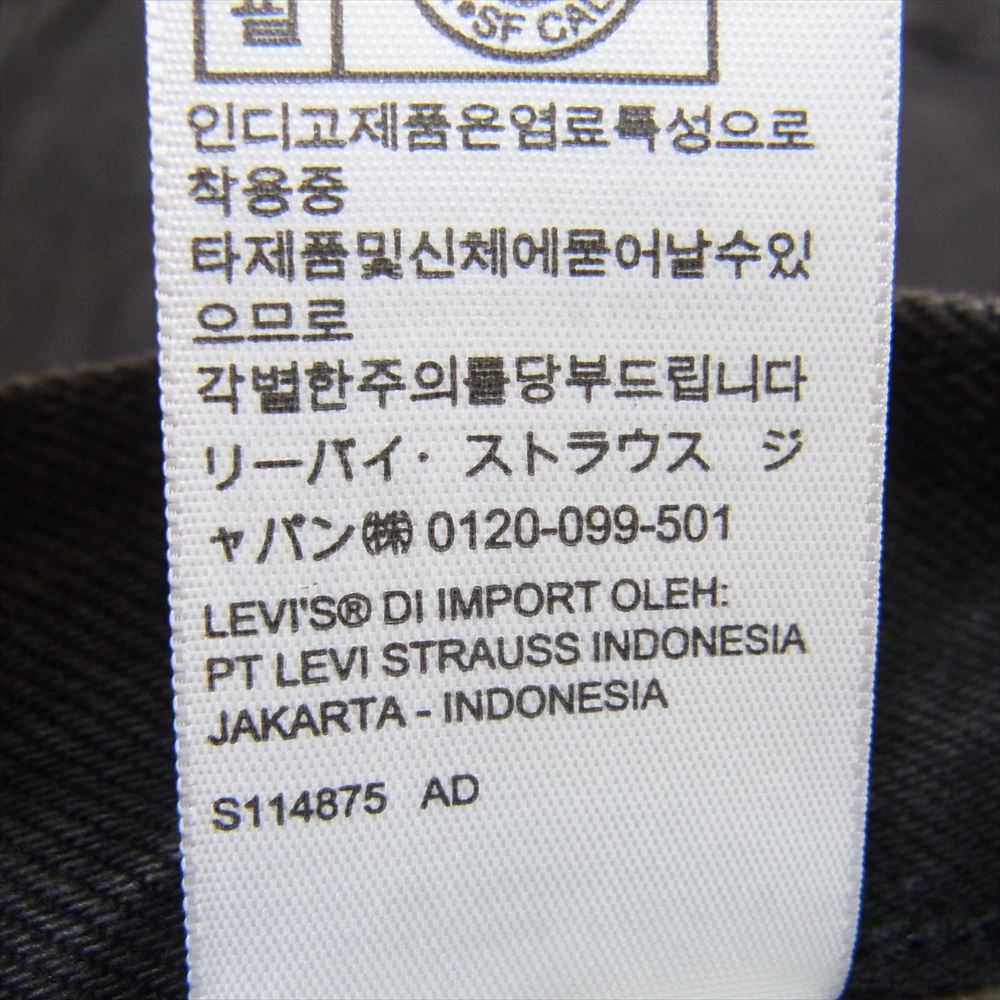 SF CAL
인디고제품은염료특성으로
착용중
타제품및신체에묻어날수있
으므로
각별한주의를당부드립니다
リーバイ・ストラウス ジ
ャパン㈱ 0120-099-501
LEVI'S® DI IMPORT OLEH:
PT LEVI STRAUSS INDONESIA
JAKARTA - INDONESIA
S114875 AD